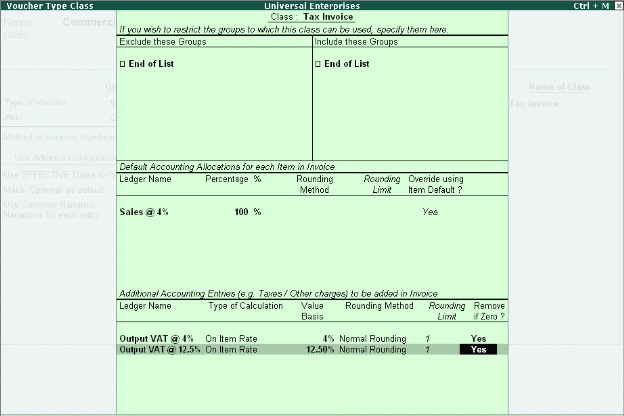 Voucher Type Class Universal Enterprises Ctrl + M
Class : Tax Invoice
If you wish to restrict the groups to which this class can be used, specify them here.
Exclude these Groups Include these Groups
□ End of List □ End of List
Default Accounting Allocations for each Item in Invoice
Ledger Name Percentage % Rounding Rounding Override using
Method Limit Item Default ?
Sales @ 4% 100 % Yes
Additional Accounting Entries (e.g. Taxes / Other charges) to be added in Invoice
Ledger Name Type of Calculation Value Rounding Method Rounding Remove
Basis Limit if Zero ?
Output VAT @ 4% On Item Rate 4% Normal Rounding 1 Yes
Output VAT @ 12.5% On Item Rate 12.50% Normal Rounding 1 Yes
Name
(alias)
Type of Voucher
Abbr.
Method of Voucher
Use Advance
Use EFFECTIVE Dates for
Make 'Optional' as default
Use Common Narration
Narrations for each entry
Name of Class
Tax Invoice